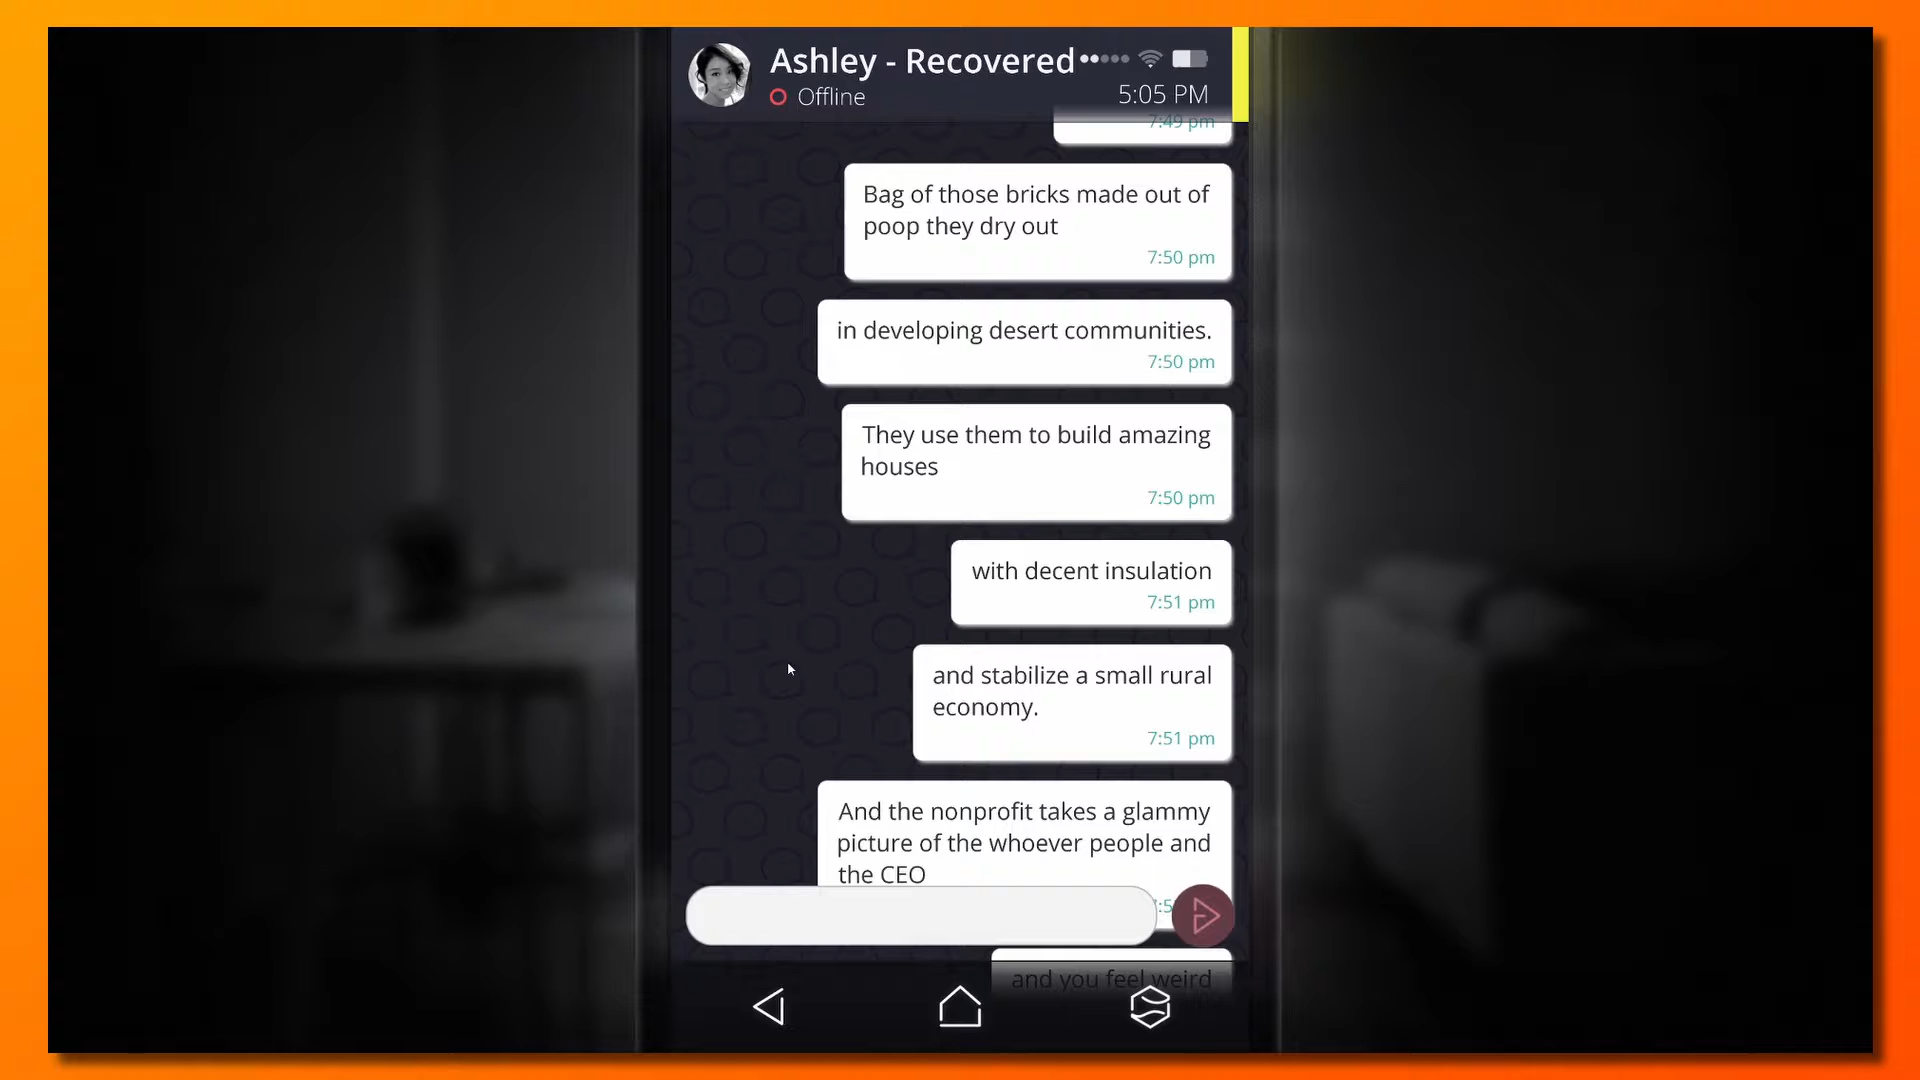 Ashley - Recovered
Offline
5:05 PM
7:49 pm
Bag of those bricks made out of
poop they dry out
7:50 pm
in developing desert communities.
7:50 pm
They use them to build amazing
houses
7:50 pm
with decent insulation
7:51 pm
and stabilize a small rural
economy.
7:51 pm
And the nonprofit takes a glammy
picture of the whoever people and
the CEO
and you feel weird